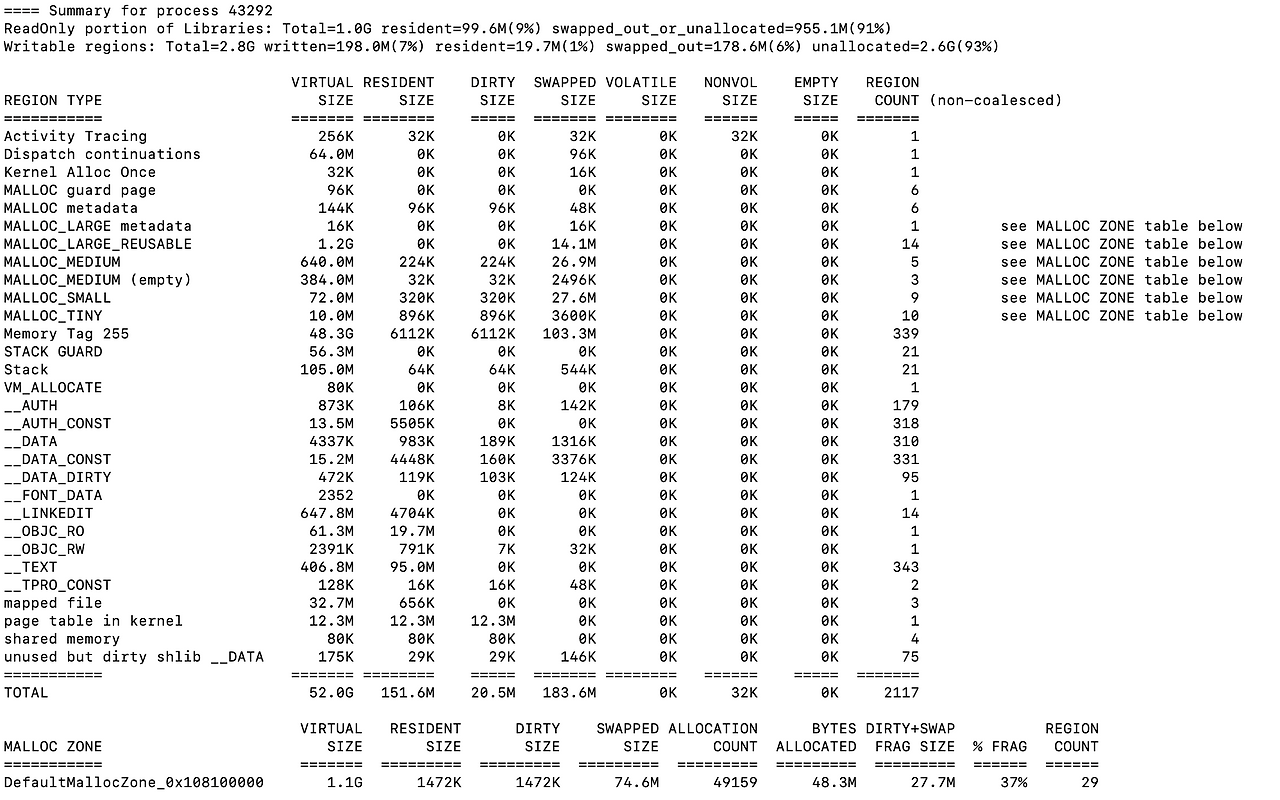 ==== Summary for process 43292
ReadOnly portion of Libraries: Total=1.0G resident=99.6M(9%) swapped_out_or_unallocated=955.1M(91%)
Writable regions: Total=2.8G written=198.0M(7%) resident=19.7M(1%) swapped_out=178.6M(6%) unallocated=2.6G(93%)

                                VIRTUAL RESIDENT    DIRTY  SWAPPED VOLATILE   NONVOL    EMPTY   REGION
REGION TYPE                        SIZE     SIZE     SIZE     SIZE     SIZE     SIZE     SIZE    COUNT (non-coalesced)
===========                     ======= ========    =====  ======= ========   ======    =====  =======
Activity Tracing                   256K      32K       0K      32K       0K      32K       0K        1
Dispatch continuations            64.0M       0K       0K      96K       0K       0K       0K        1
Kernel Alloc Once                   32K       0K       0K      16K       0K       0K       0K        1
MALLOC guard page                   96K       0K       0K       0K       0K       0K       0K        6
MALLOC metadata                    144K      96K      96K      48K       0K       0K       0K        6
MALLOC_LARGE metadata               16K       0K       0K      16K       0K       0K       0K        1         see MALLOC ZONE table below
MALLOC_LARGE_REUSABLE              1.2G       0K       0K    14.1M       0K       0K       0K       14         see MALLOC ZONE table below
MALLOC_MEDIUM                    640.0M     224K     224K    26.9M       0K       0K       0K        5         see MALLOC ZONE table below
MALLOC_MEDIUM (empty)            384.0M      32K      32K    2496K       0K       0K       0K        3         see MALLOC ZONE table below
MALLOC_SMALL                      72.0M     320K     320K    27.6M       0K       0K       0K        9         see MALLOC ZONE table below
MALLOC_TINY                       10.0M     896K     896K    3600K       0K       0K       0K       10         see MALLOC ZONE table below
Memory Tag 255                    48.3G    6112K    6112K   103.3M       0K       0K       0K      339
STACK GUARD                       56.3M       0K       0K       0K       0K       0K       0K       21
Stack                            105.0M      64K      64K     544K       0K       0K       0K       21
VM_ALLOCATE                         80K       0K       0K       0K       0K       0K       0K        1
__AUTH                             873K     106K       8K     142K       0K       0K       0K      179
__AUTH_CONST                      13.5M    5505K       0K       0K       0K       0K       0K      318
__DATA                            4337K     983K     189K    1316K       0K       0K       0K      310
__DATA_CONST                      15.2M    4448K     160K    3376K       0K       0K       0K      331
__DATA_DIRTY                       472K     119K     103K     124K       0K       0K       0K       95
__FONT_DATA                        2352       0K       0K       0K       0K       0K       0K        1
__LINKEDIT                       647.8M    4704K       0K       0K       0K       0K       0K       14
__OBJC_RO                         61.3M    19.7M       0K       0K       0K       0K       0K        1
__OBJC_RW                         2391K     791K       7K      32K       0K       0K       0K        1
__TEXT                           406.8M    95.0M       0K       0K       0K       0K       0K      343
__TPRO_CONST                       128K      16K      16K      48K       0K       0K       0K        2
mapped file                       32.7M     656K       0K       0K       0K       0K       0K        3
page table in kernel              12.3M    12.3M    12.3M       0K       0K       0K       0K        1
shared memory                       80K      80K      80K       0K       0K       0K       0K        4
unused but dirty shlib __DATA      175K      29K      29K     146K       0K       0K       0K       75
===========                     ======= ========    =====  ======= ========   ======    =====  =======
TOTAL                             52.0G   151.6M    20.5M   183.6M       0K      32K       0K     2117

                                 VIRTUAL   RESIDENT      DIRTY    SWAPPED ALLOCATION      BYTES DIRTY+SWAP          REGION
MALLOC ZONE                         SIZE       SIZE       SIZE       SIZE      COUNT  ALLOCATED  FRAG SIZE  % FRAG   COUNT
===========                      =======  =========  =========  =========  =========  =========  =========  ======  ======
DefaultMallocZone_0x108100000       1.1G      1472K      1472K      74.6M      49159      48.3M      27.7M     37%      29